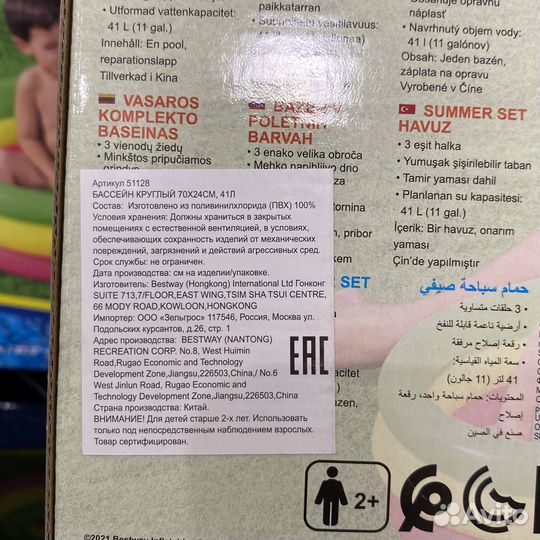 • Utformad vattenkapacitet:
41 L (11 gal.)
Innehåll: En pool,
reparationslapp
Tillverkad i Kina
paikkatarran
41 L (11
• Navrhnutý objem vody:
41 l (11 galónov)
Obsah: Jeden bazén,
záplata na opravu
Vyrobené v Číne
náplasť
VASAROS
KOMPLEKTO
BASEINAS
• 3 vienodų žiedų
• Minkštos pripučiamos
grindys
POLETNIH
BARVAH
• 3 enako velika obroča
• Mehko napihljivo dno
SUMMER SET
HAVUZ
• 3 eşit halka
• Yumuşak şişirilebilir taban
• Tamir yaması dahil
• Planlanan su kapasitesi:
41 L (11 gal.)
İçerik: Bir havuz, onarım
yaması
Çin'de yapılmıştır
Артикул 51128
БАССЕЙН КРУГЛЫЙ 70Х24СМ, 41Л
Состав: Изготовлено из поливинилхлорида (ПВХ) 100%
Условия хранения: Должны храниться в закрытых
помещениях с естественной вентиляцией, в условиях,
обеспечивающих сохранность изделий от механических
повреждений, загрязнений и действий агрессивных сред.
Срок службы: не ограничен.
Дата производства: см на изделии/упаковке.
Изготовитель: Bestway (Hongkong) International Ltd Гонконг
SUITE 713,7/FLOOR,EAST WING,TSIM SHA TSUI CENTRE,
66 MODY ROAD,KOWLOON,HONGKONG
Импортер: ООО «Зельгрос» 117546, Россия, Москва ул.
Подольских курсантов, д.26, стр. 1
Адрес производства: BESTWAY (NANTONG)
RECREATION CORP. No.8, West Huimin
Road,Rugao Economic and Technology
Development Zone,Jiangsu,226503,China,/ No.6
West Jinlun Road, Rugao Economic and
Technology Development Zone,Jiangsu,226503,China
Страна производства: Китай.
ВНИМАНИЕ! Для детей старше 2-х лет. Использовать
только под непосредственным наблюдением взрослых.
Товар сертифицирован.
EAC
SET
حمام سباحة صيفي
• 3 حلقات متساوية
• أرضية ناعمة قابلة للنفخ
• رقعة إصلاح مرفقة
• سعة المياه القياسية:
41 لتر (11 جالون)
المحتويات: حمام سباحة واحد، رقعة
إصلاح
صنع في الصين
2+
©2021 Bestway
Avito